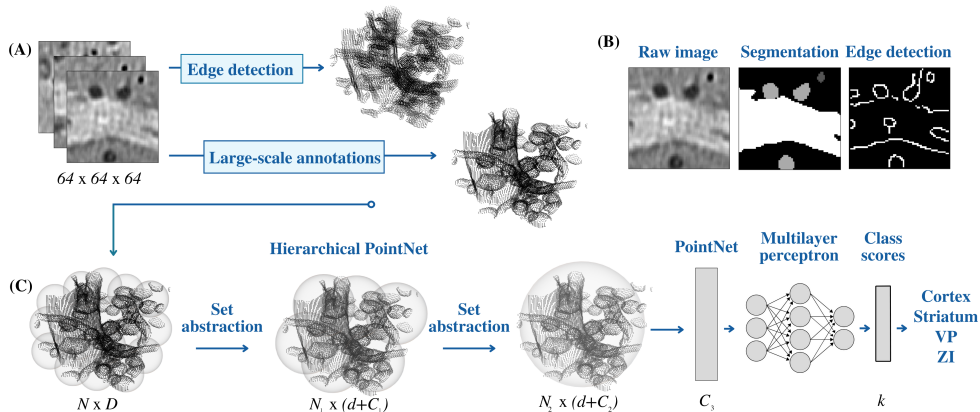 (A)
Edge detection
Large-scale annotations
64 x 64 x 64
(B)
Raw image
Segmentation
Edge detection
(C)
Hierarchical PointNet
Set
abstraction
Set
abstraction
PointNet
Multilayer
perceptron
Class
scores
Cortex
Striatum
VP
ZI
N x D
N₁ x (d+C₁)
N₂ x (d+C₂)
C₃
k